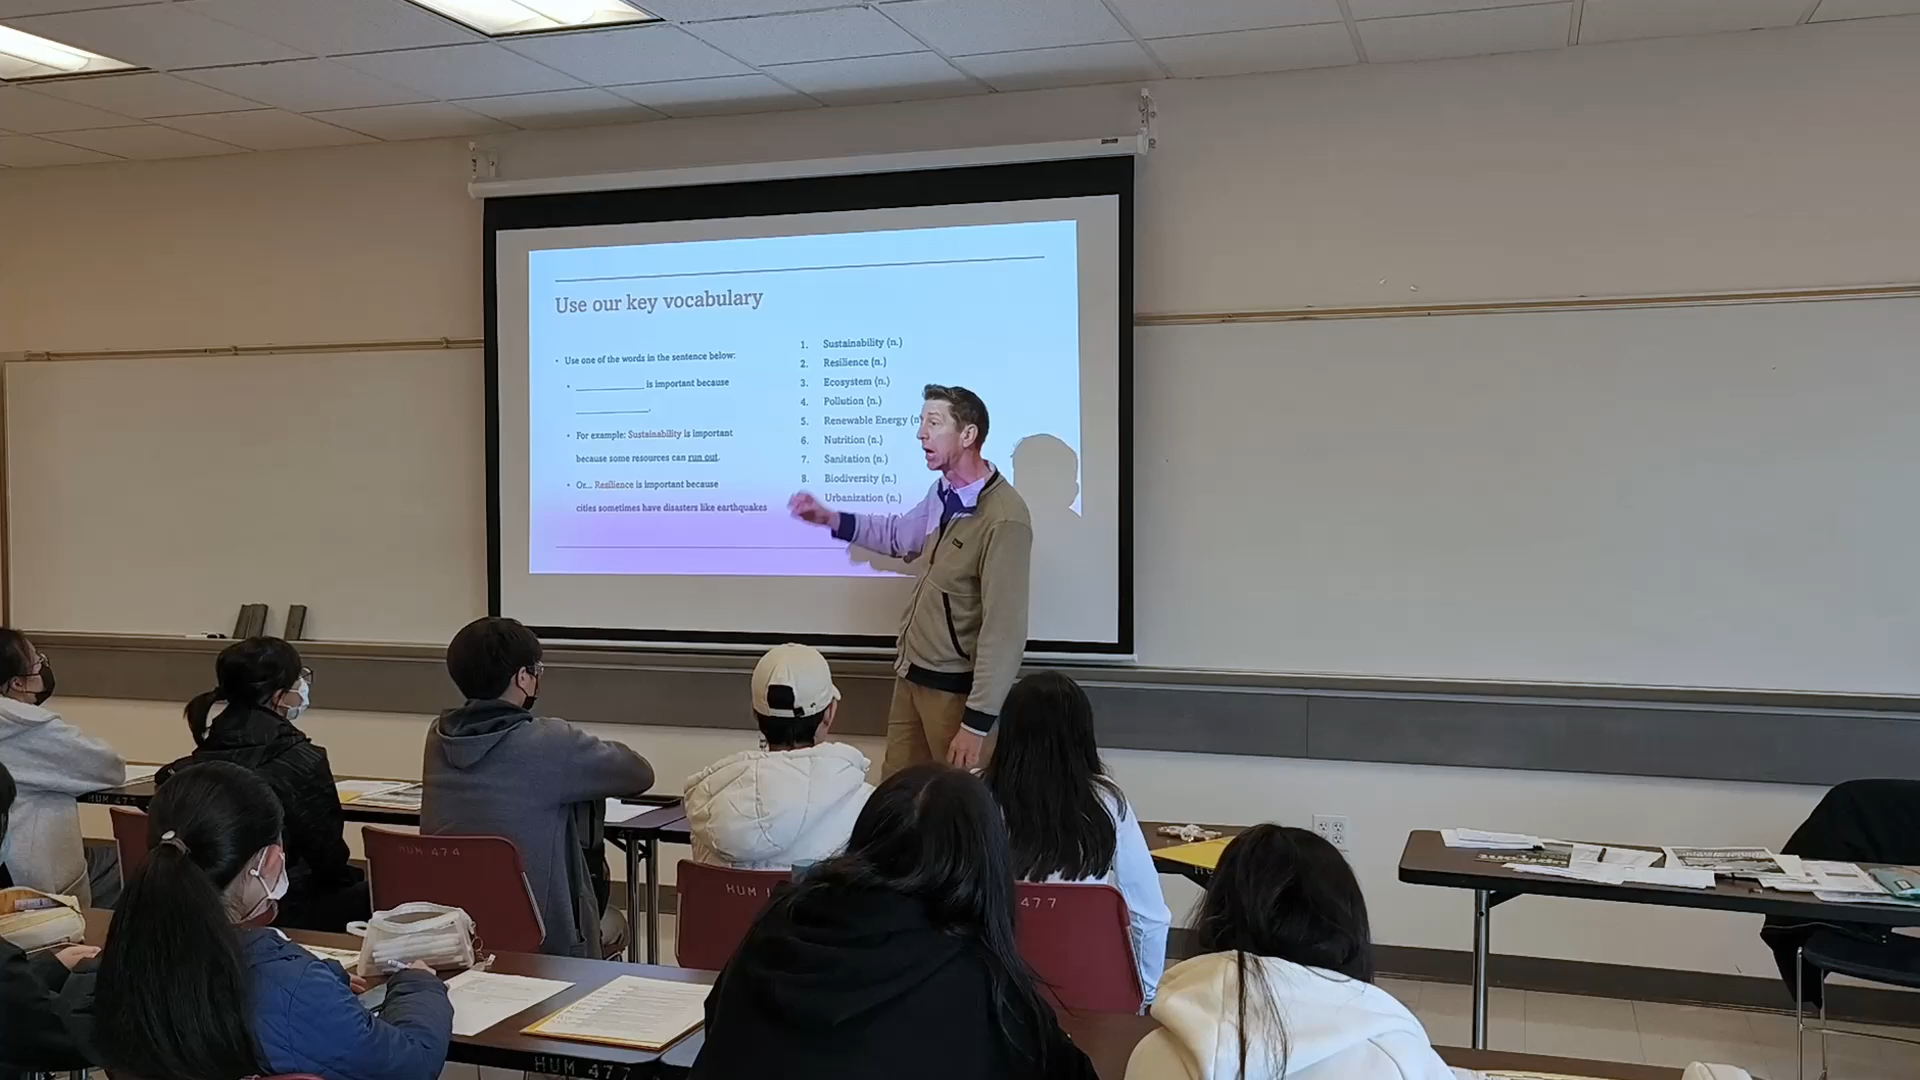 Use our key vocabulary
• Use one of the words in the sentence below:
• ____________ is important because
____________.
• For example: Sustainability is important
because some resources can run out.
• Or... Resilience is important because
cities sometimes have disasters like earthquakes
1. Sustainability (n.)
2. Resilience (n.)
3. Ecosystem (n.)
4. Pollution (n.)
5. Renewable Energy (n
6. Nutrition (n.)
7. Sanitation (n.)
8. Biodiversity (n.)
Urbanization (n.)
HUM 477
HUM 474
HUM
477
HUM 477